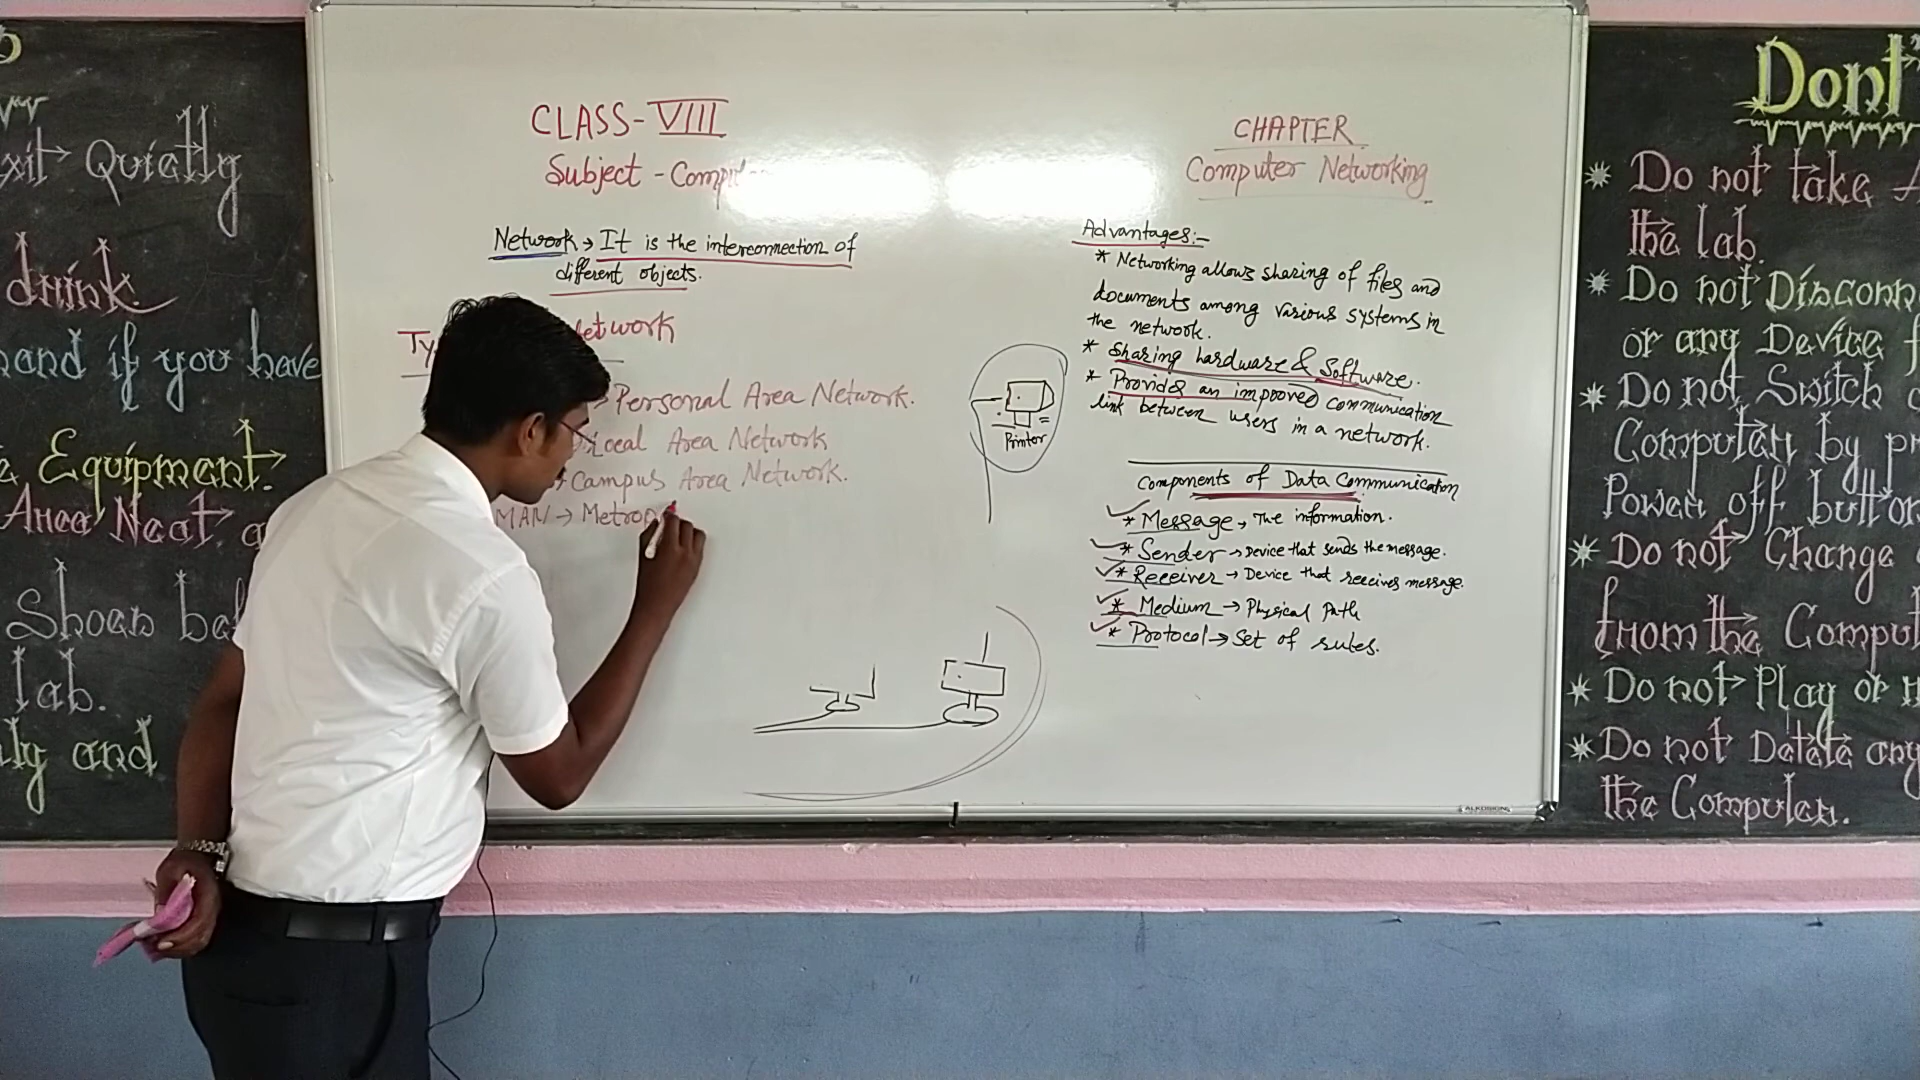 xit Quietly
drink
and if you have
Equipment.
Area Neat
Shoes
lab.
ly and
CLASS-VIII
Subject -
Network → It is the interconnection of
different objects.
Ty etwork
Personal Area Network.
Local Area Network
Campus Area Network.
MAN → Metrop
Printer
CHAPTER
Computer Networking
Advantages:-
* Networking allows sharing of files and
documents among various systems in
the network.
* Sharing hardware & Software.
* Provides an improved communication
link between users in a network.
Components of Data Communication
* Message → The information.
* Sender → Device that sends the message.
* Receiver → Device that receives message.
* Medium → Physical Path
* Protocol → Set of rules.
Dont
* Do not take A
the lab.
* Do not Disconn
or any Device f
* Do not Switch
Computer by pr
Power off button
* Do not Change
from the Comput
* Do not Play or
* Do not Delete any
the Computer.